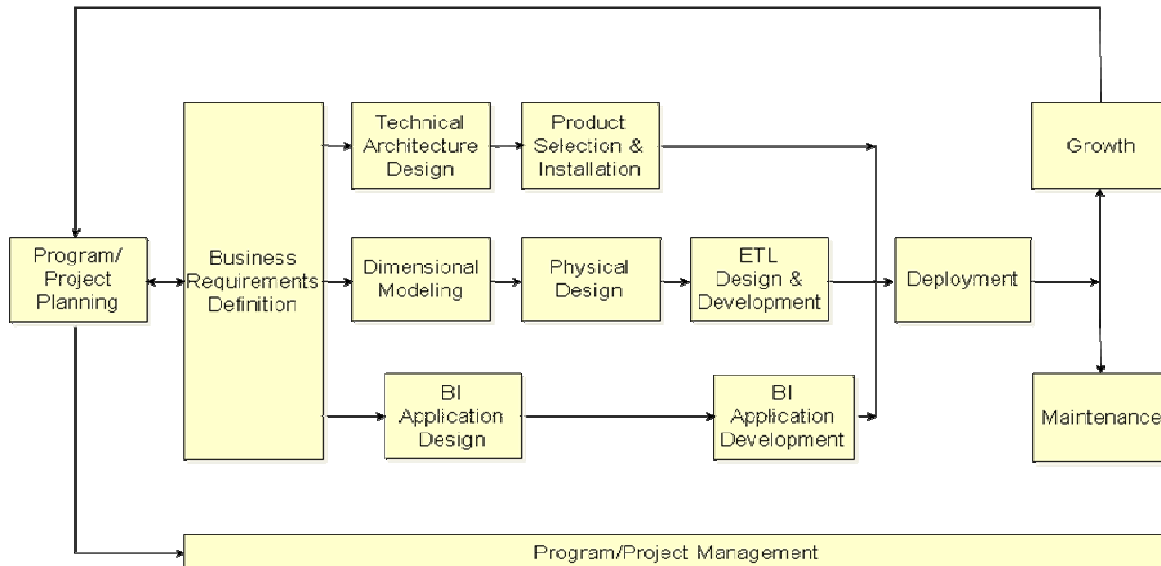 Technical
Architecture
Design
Product
Selection &
Installation
Growth
Program/
Project
Planning
Business
Requirements
Definition
Dimensional
Modeling
Physical
Design
ETL
Design &
Development
Deployment
BI
Application
Design
BI
Application
Development
Maintenance
Program/Project Management